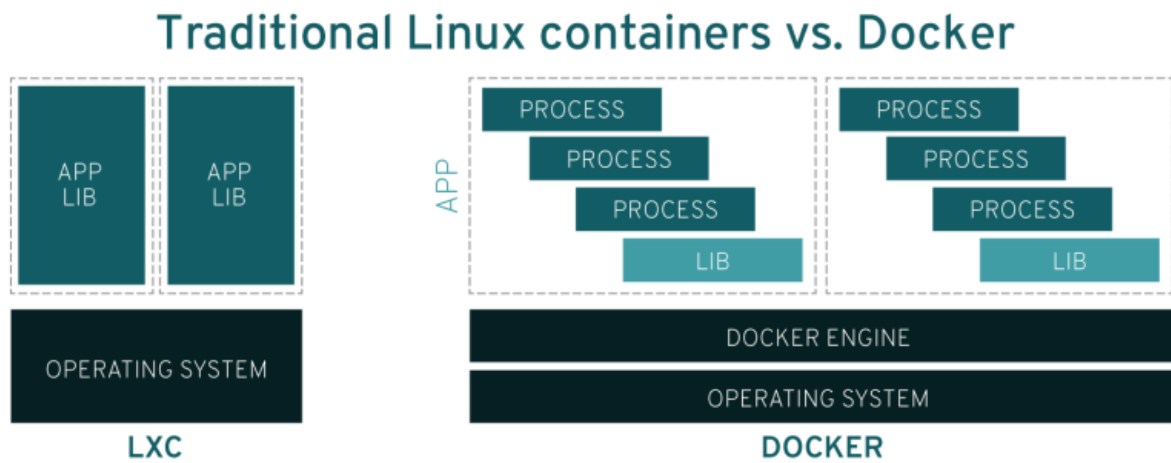 Traditional Linux containers vs. Docker
APP
LIB
APP
LIB
OPERATING SYSTEM
LXC
APP
PROCESS
PROCESS
PROCESS
LIB
PROCESS
PROCESS
PROCESS
LIB
DOCKER ENGINE
OPERATING SYSTEM
DOCKER